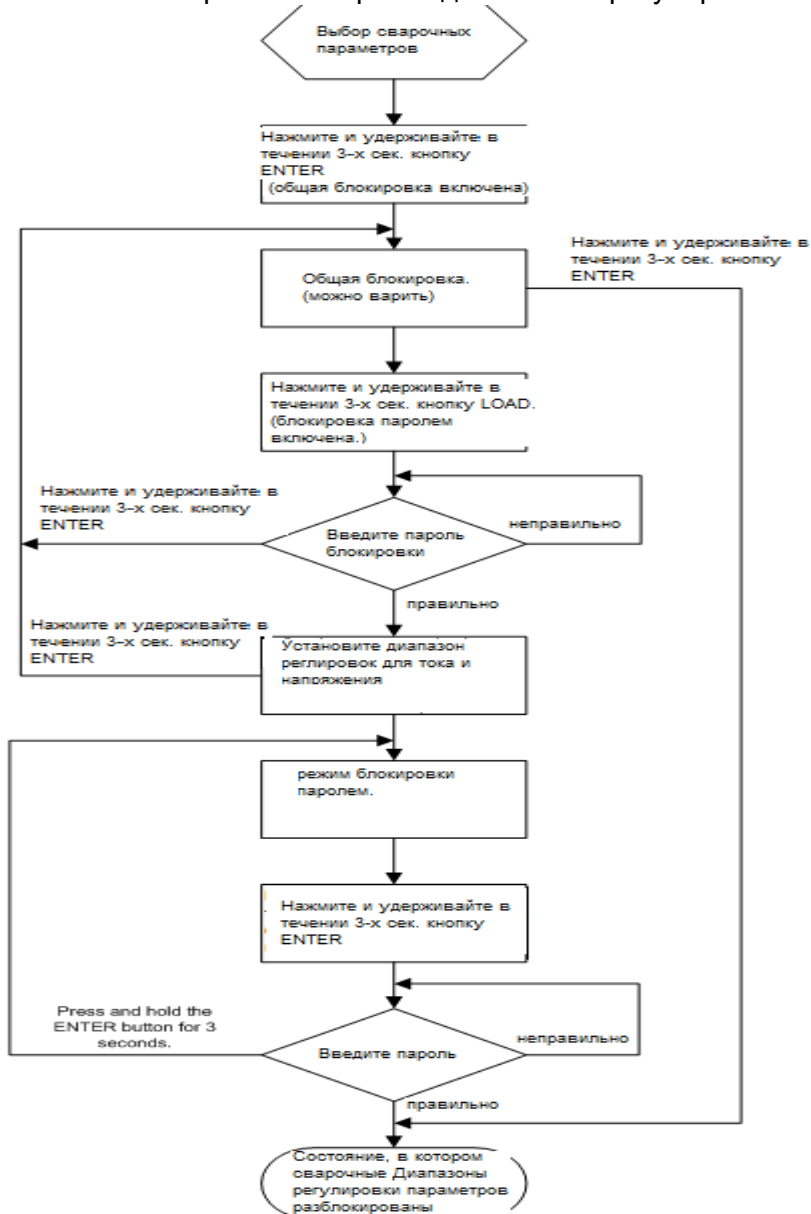 Выбор сварочных
параметров
Нажмите и удерживайте в
течении 3-х сек. кнопку
ENTER
(общая блокировка включена)
Нажмите и удерживайте в
течении 3-х сек. кнопку
ENTER
Общая блокировка.
(можно варить)
Нажмите и удерживайте в
течении 3-х сек. кнопку LOAD.
(блокировка паролем
включена.)
Нажмите и удерживайте в
течении 3-х сек. кнопку
ENTER
Введите пароль
блокировки
неправильно
правильно
Нажмите и удерживайте в
течении 3-х сек. кнопку
ENTER
Установите диапазон
реглировок для тока и
напряжения
режим блокировки
паролем.
Нажмите и удерживайте в
течении 3-х сек. кнопку
ENTER
Press and hold the
ENTER button for 3
seconds.
Введите пароль
неправильно
правильно
Состояние, в котором
сварочные Диапазоны
регулировки параметров
разблокированы